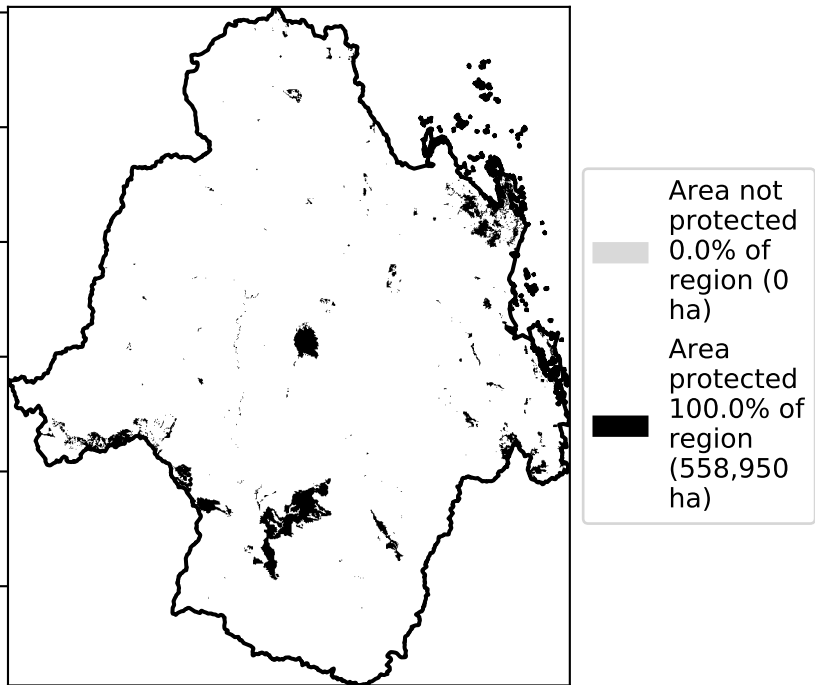 Area not
protected
0.0% of
region (0
ha)
Area
protected
100.0% of
region
(558,950
ha)